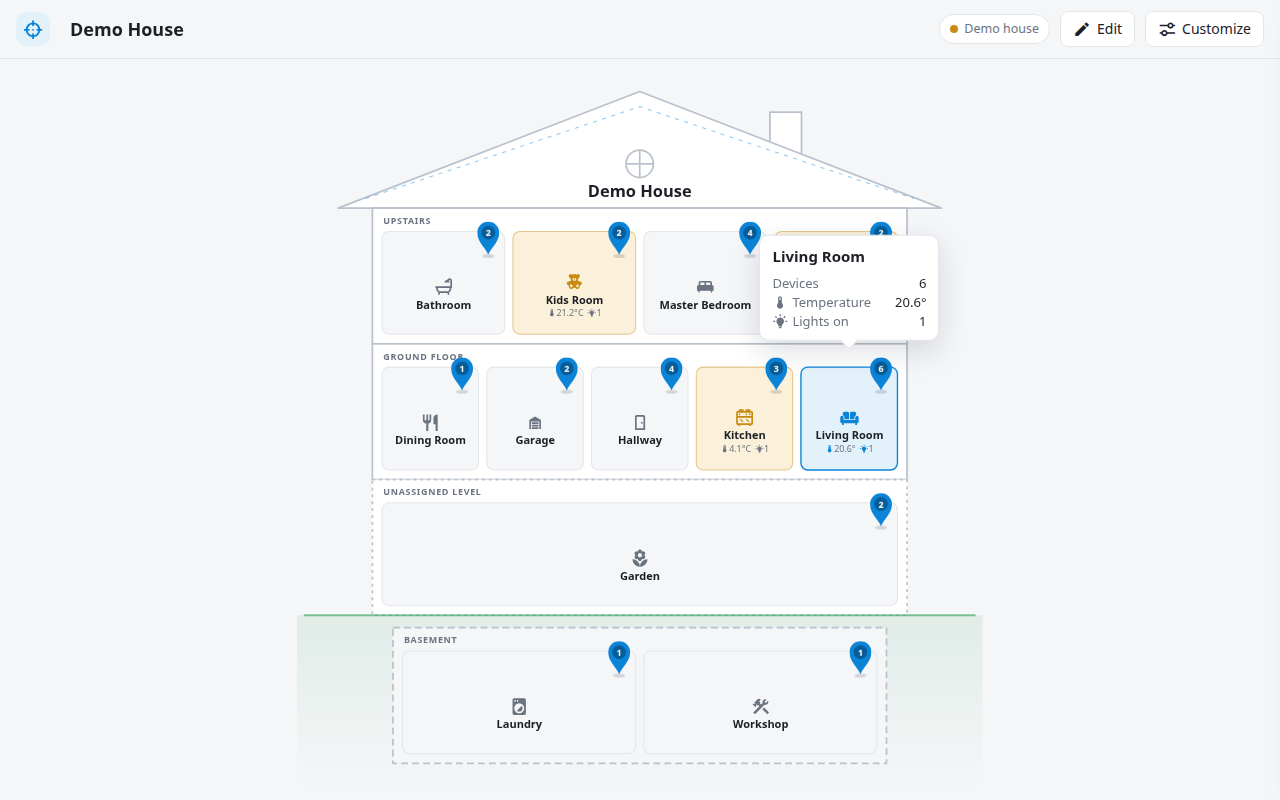 Demo House
Demo house
Edit
Customize
Demo House
UPSTAIRS
2
2
4
2
Bathroom
Kids Room
21.2°C 1
Master Bedroom
Living Room
Devices 6
Temperature 20.6°
Lights on 1
GROUND FLOOR
1
2
4
3
6
Dining Room
Garage
Hallway
Kitchen
4.1°C 1
Living Room
20.6° 1
UNASSIGNED LEVEL
2
Garden
BASEMENT
1
1
Laundry
Workshop